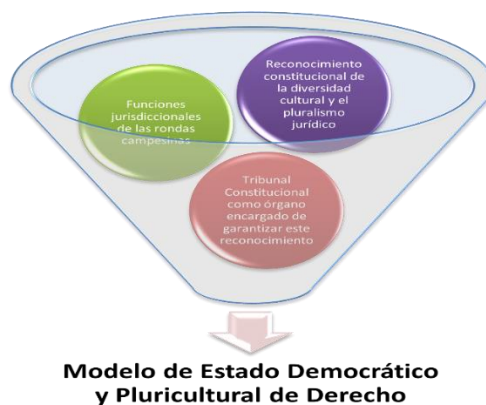 Reconocimiento
constitucional de
la diversidad
cultural y el
pluralismo
jurídico
Funciones
jurisdiccionales
de las rondas
campesinas
Tribunal
Constitucional
como órgano
encargado de
garantizar este
reconocimiento
Modelo de Estado Democrático
y Pluricultural de Derecho